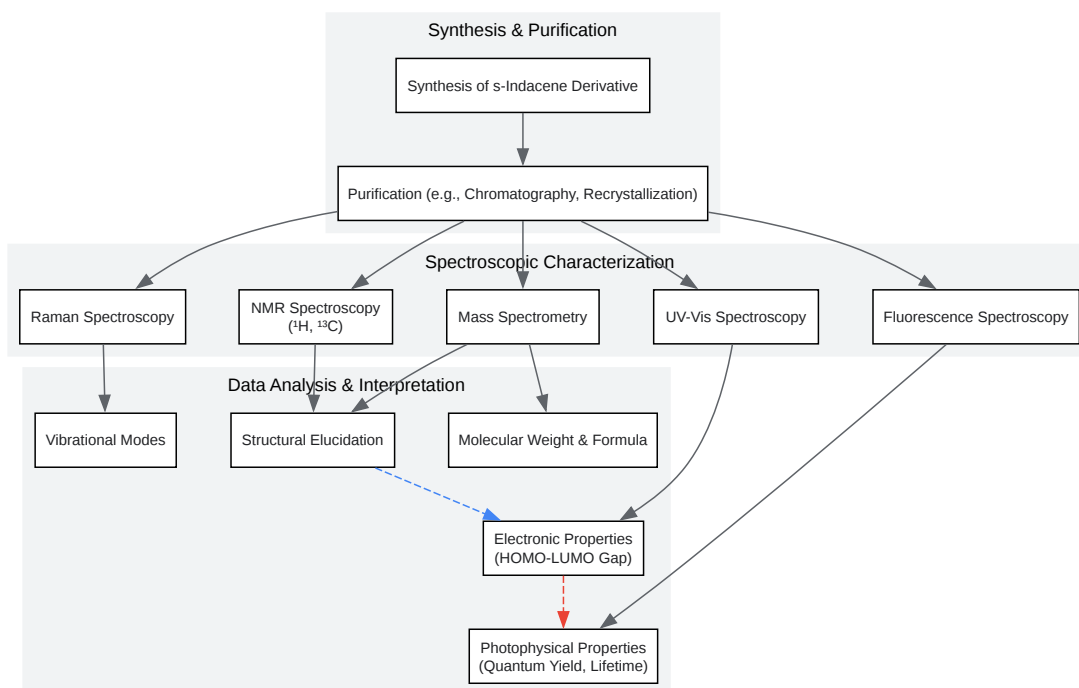 Synthesis & Purification
Synthesis of s-Indacene Derivative
Purification (e.g., Chromatography, Recrystallization)
Spectroscopic Characterization
Raman Spectroscopy
NMR Spectroscopy
(¹H, ¹³C)
Mass Spectrometry
UV-Vis Spectroscopy
Fluorescence Spectroscopy
Data Analysis & Interpretation
Vibrational Modes
Structural Elucidation
Molecular Weight & Formula
Electronic Properties
(HOMO-LUMO Gap)
Photophysical Properties
(Quantum Yield, Lifetime)